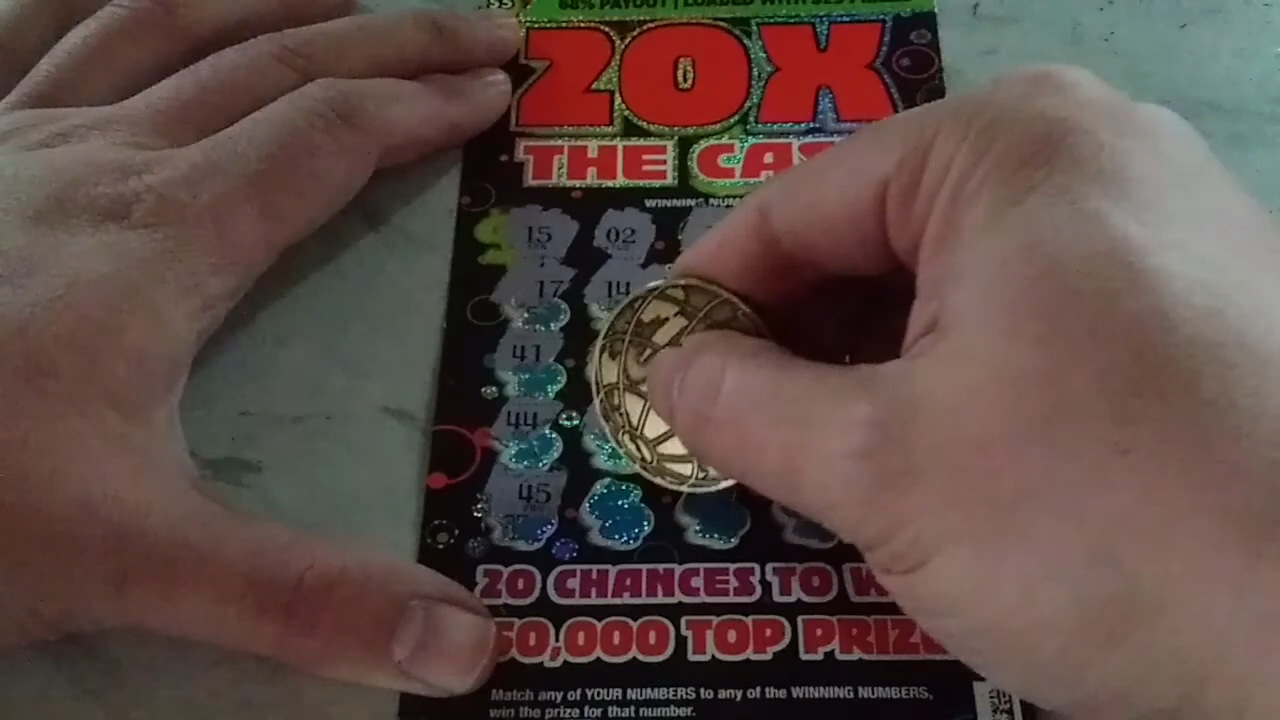 68% PAYOUT | LOADED WITH
20X
THE CAS
WINNING NUM
15 02
17 14
41
44
45
20 CHANCES TO
50,000 TOP PRIZE
Match any of YOUR NUMBERS to any of the WINNING NUMBERS,
win the prize for that number.